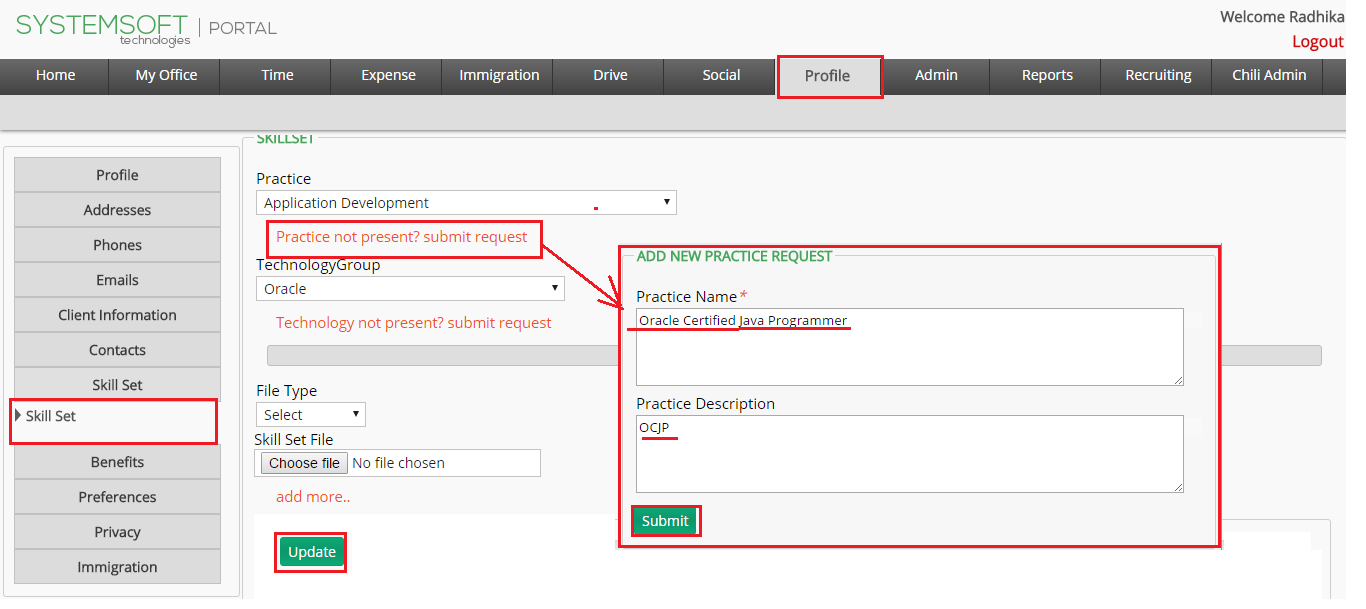 SYSTEMSOFT
technologies
PORTAL
Welcome Radhika
Logout
Home My Office Time Expense Immigration Drive Social Profile Admin Reports Recruiting Chili Admin
SKILLSET
Profile
Addresses
Phones
Emails
Client Information
Contacts
Skill Set
Skill Set
Benefits
Preferences
Privacy
Immigration
Practice
Application Development
Practice not present? submit request
TechnologyGroup
Oracle
Technology not present? submit request
File Type
Select
Skill Set File
Choose file No file chosen
add more..
Update
ADD NEW PRACTICE REQUEST
Practice Name*
Oracle Certified Java Programmer
Practice Description
OCJP
Submit